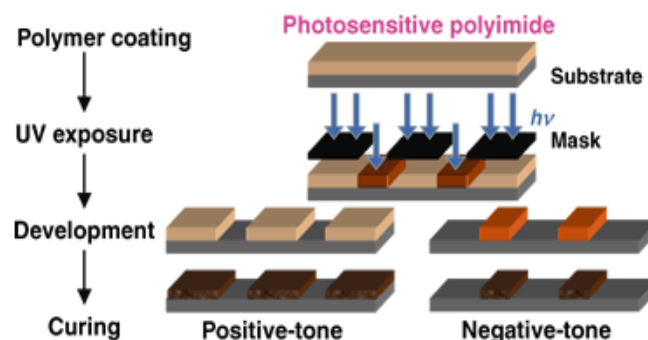 Photosensitive polyimide
Polymer coating
Substrate
hν
UV exposure
Mask
Development
Curing
Positive-tone
Negative-tone